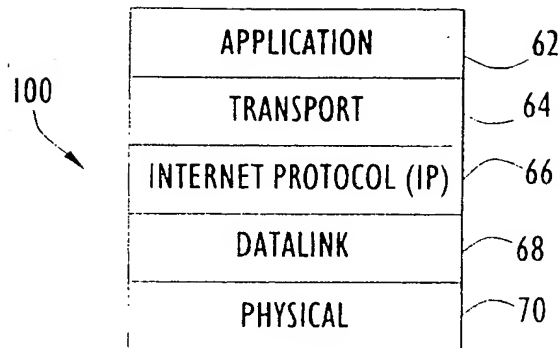 APPLICATION 62
100
TRANSPORT 64
INTERNET PROTOCOL (IP) 66
DATALINK 68
PHYSICAL 70